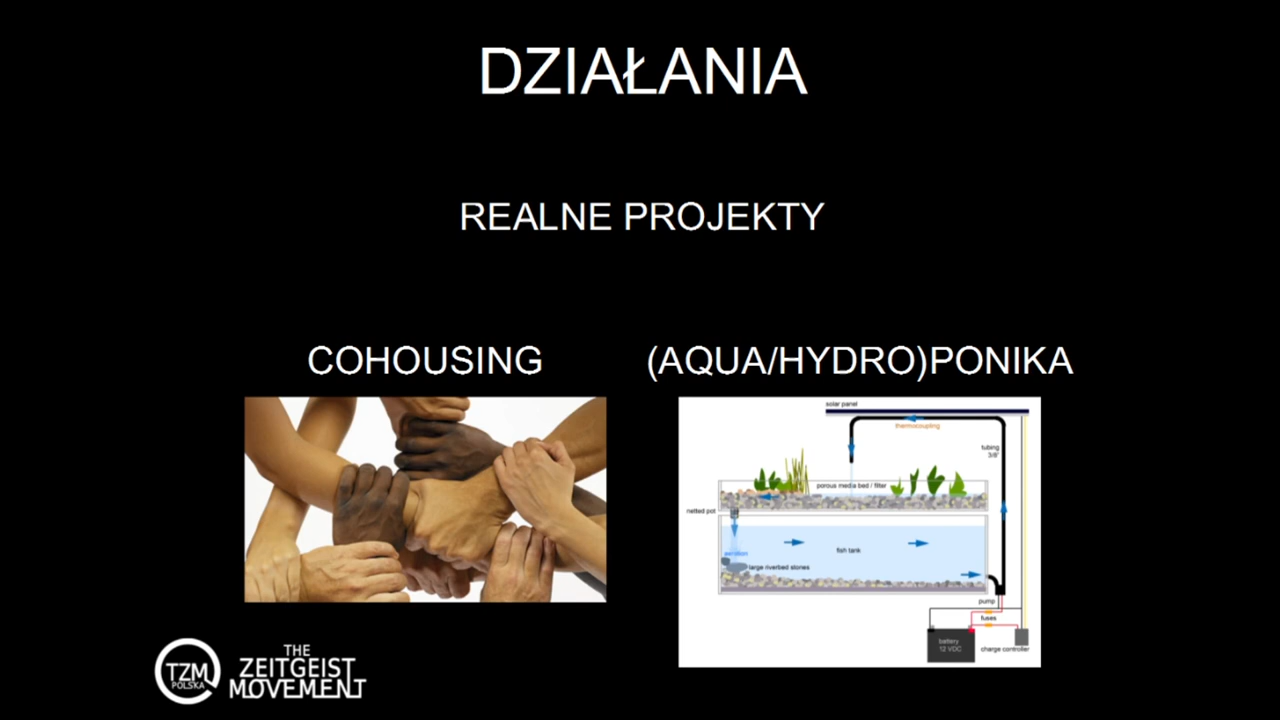 DZIAŁANIA
REALNE PROJEKTY
COHOUSING
(AQUA/HYDRO)PONIKA
solar panel
thermocoupling
tubing
3/8"
porous media bed / filter
netted pot
aeration
fish tank
large riverbed stones
pump
fuses
battery
12 VDC
charge controller
TZM
POLSKA
THE
ZEITGEIST
MOVEMENT